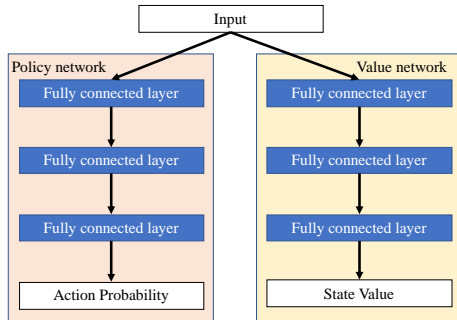 Input
Policy network
Fully connected layer
Fully connected layer
Fully connected layer
Action Probability
Value network
Fully connected layer
Fully connected layer
Fully connected layer
State Value